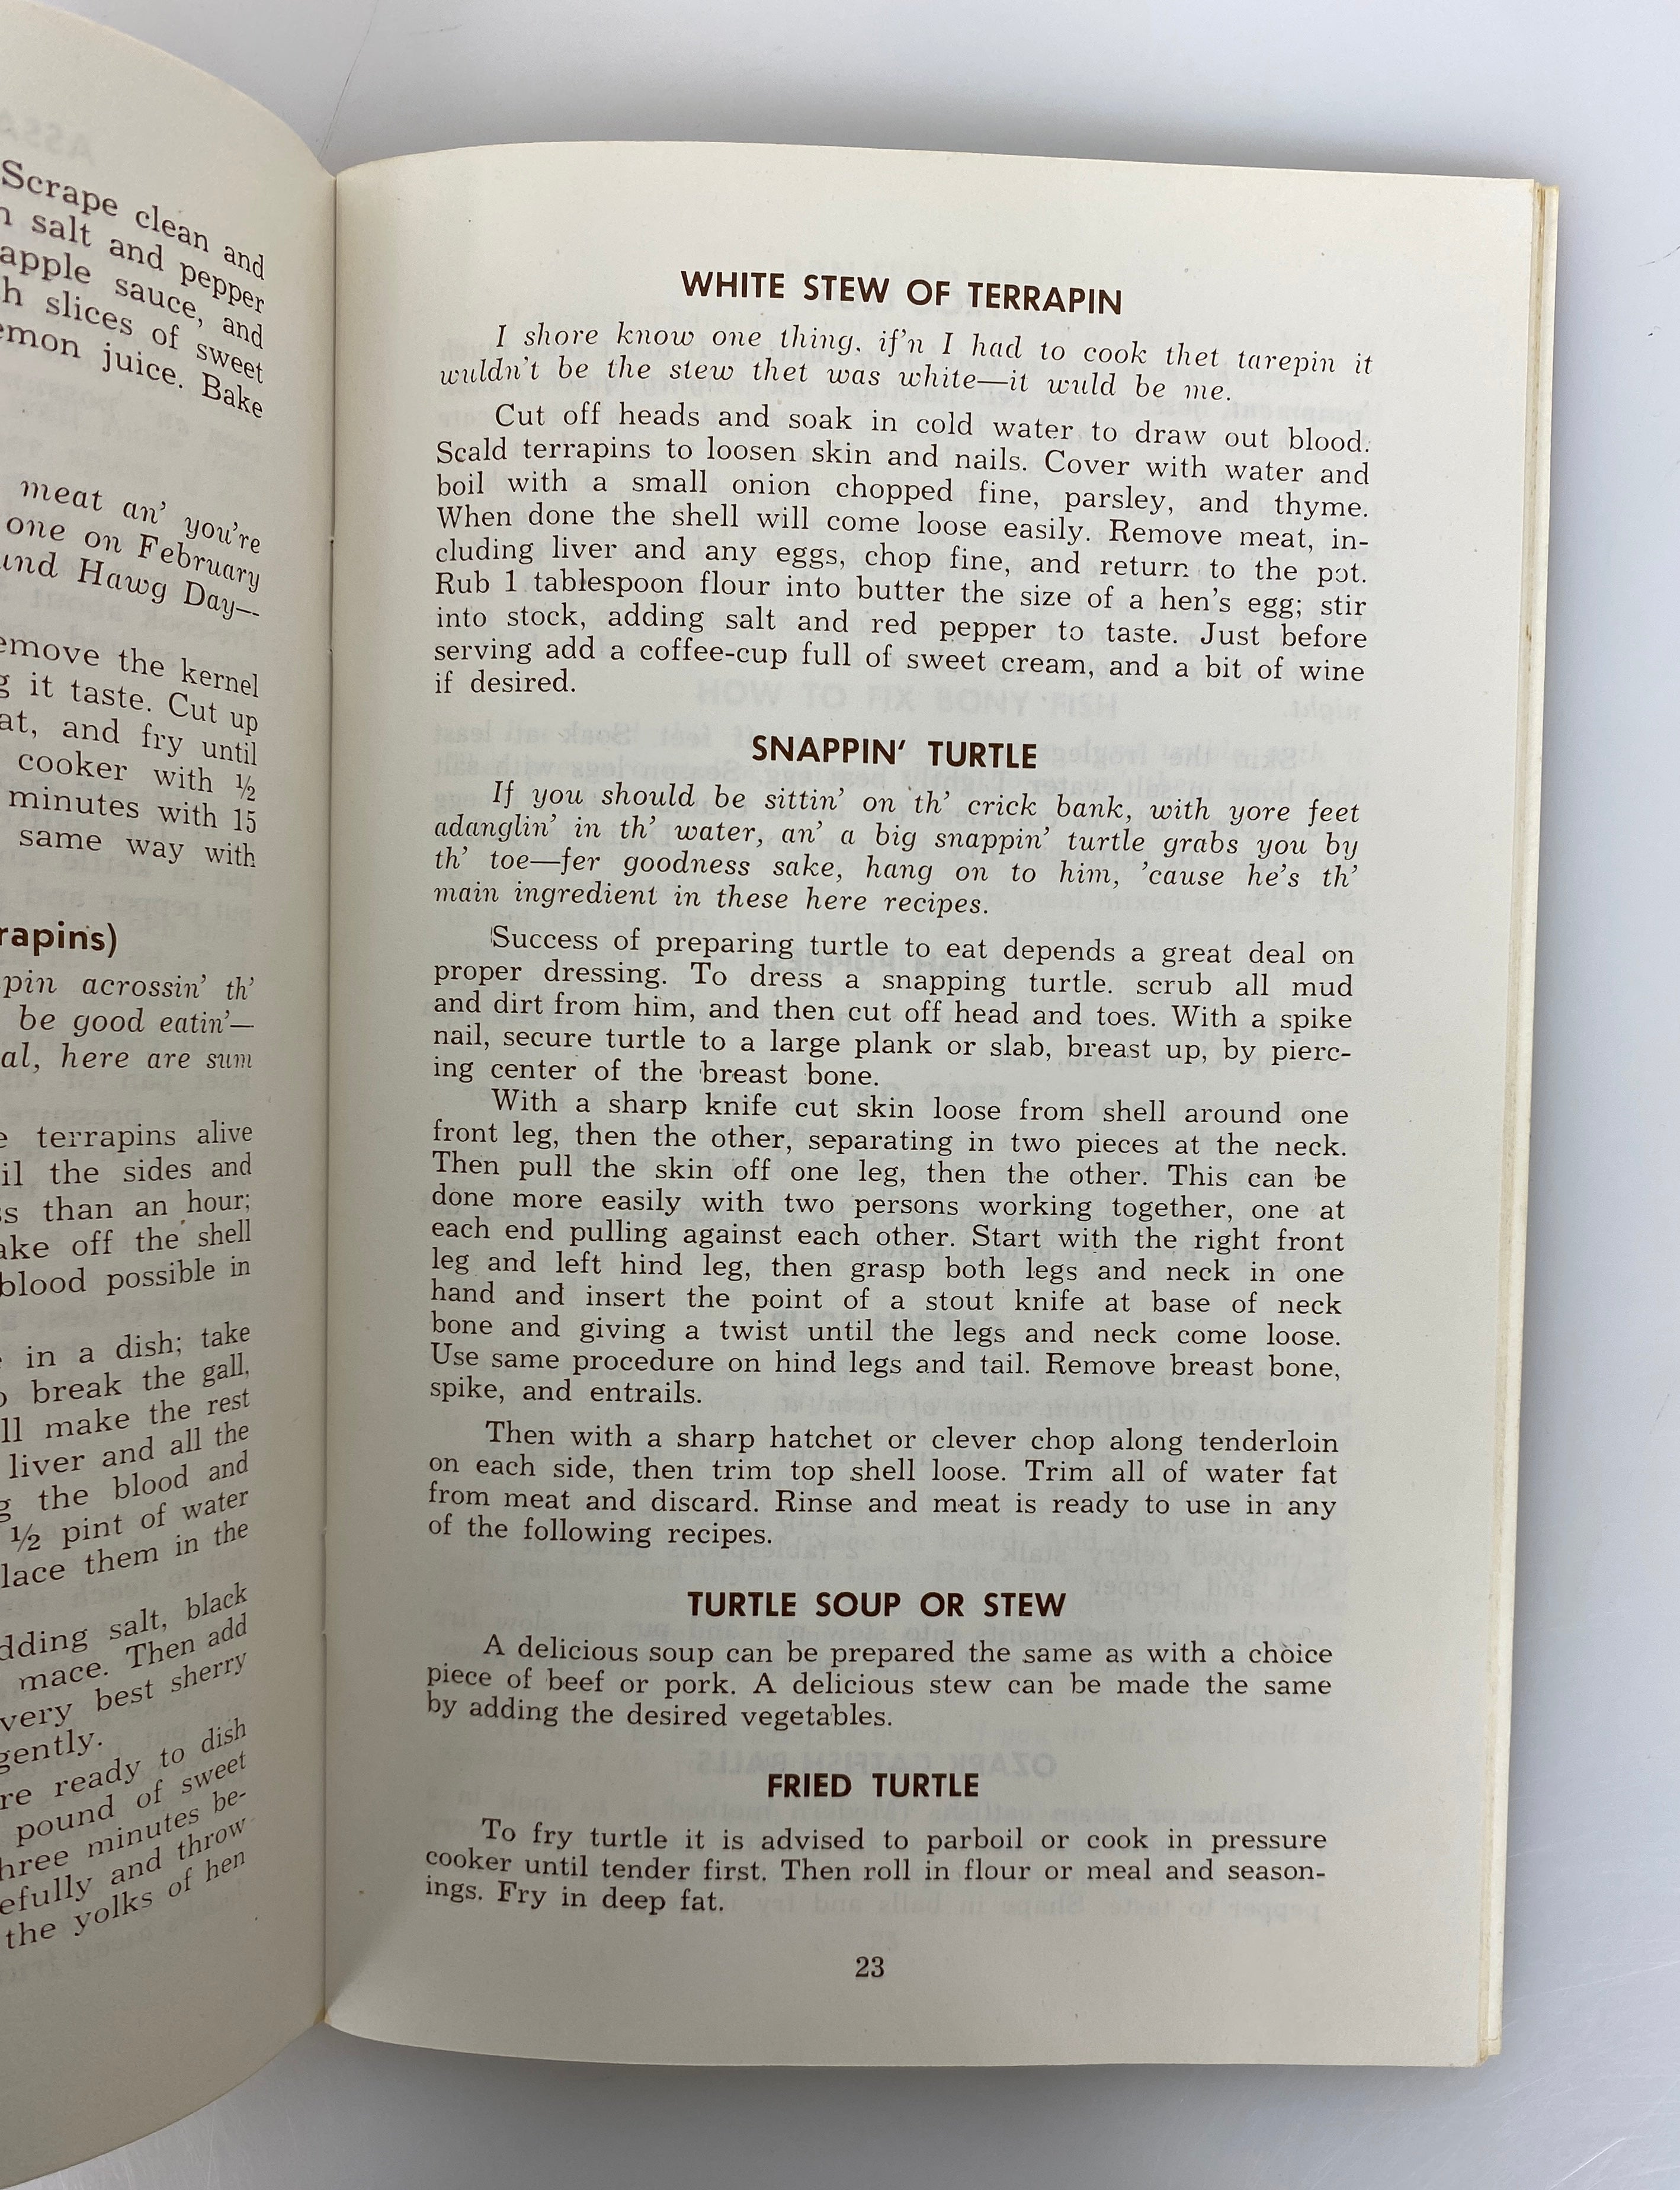 Scrape clean and
salt and pepper
apple sauce, and
slices of sweet
juice. Bake
meat an' you're
one on February
Hawg Day—
the kernel
it taste. Cut up
and fry until
cooker with ½
minutes with 15
same way with
acrossin' th'
be good eatin'—
here are sum
terrapins alive
the sides and
than an hour;
off the shell
blood possible in
in a dish; take
break the gall,
make the rest
liver and all the
the blood and
½ pint of water
them in the
salt, black
mace. Then add
very best sherry
gently.
ready to dish
pound of sweet
minutes be-
and throw
the yolks of hen
WHITE STEW OF TERRAPIN
I shore know one thing. if'n I had to cook thet tarepin it
wuldn't be the stew thet was white—it wuld be me.
Cut off heads and soak in cold water to draw out blood.
Scald terrapins to loosen skin and nails. Cover with water and
boil with a small onion chopped fine, parsley, and thyme.
When done the shell will come loose easily. Remove meat, in-
cluding liver and any eggs, chop fine, and return to the pot.
Rub 1 tablespoon flour into butter the size of a hen's egg; stir
into stock, adding salt and red pepper to taste. Just before
serving add a coffee-cup full of sweet cream, and a bit of wine
if desired.
SNAPPIN' TURTLE
If you should be sittin' on th' crick bank, with yore feet
adanglin' in th' water, an' a big snappin' turtle grabs you by
th' toe—fer goodness sake, hang on to him, 'cause he's th'
main ingredient in these here recipes.
Success of preparing turtle to eat depends a great deal on
proper dressing. To dress a snapping turtle. scrub all mud
and dirt from him, and then cut off head and toes. With a spike
nail, secure turtle to a large plank or slab, breast up, by pierc-
ing center of the breast bone.
With a sharp knife cut skin loose from shell around one
front leg, then the other, separating in two pieces at the neck.
Then pull the skin off one leg, then the other. This can be
done more easily with two persons working together, one at
each end pulling against each other. Start with the right front
leg and left hind leg, then grasp both legs and neck in one
hand and insert the point of a stout knife at base of neck
bone and giving a twist until the legs and neck come loose.
Use same procedure on hind legs and tail. Remove breast bone,
spike, and entrails.
Then with a sharp hatchet or clever chop along tenderloin
on each side, then trim top shell loose. Trim all of water fat
from meat and discard. Rinse and meat is ready to use in any
of the following recipes.
TURTLE SOUP OR STEW
A delicious soup can be prepared the same as with a choice
piece of beef or pork. A delicious stew can be made the same
by adding the desired vegetables.
FRIED TURTLE
To fry turtle it is advised to parboil or cook in pressure
cooker until tender first. Then roll in flour or meal and season-
ings. Fry in deep fat.
23